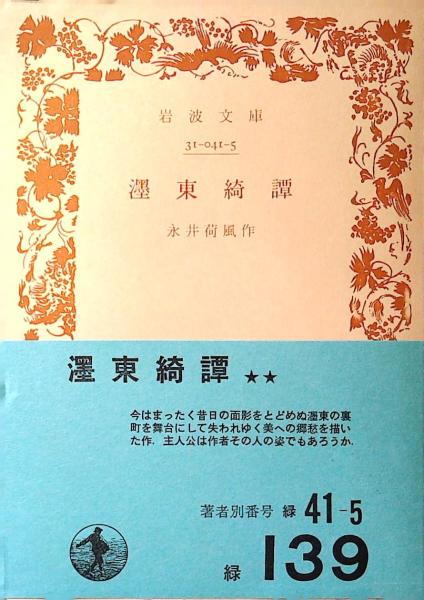 岩波文庫
31-041-5
濹東綺譚
永井荷風作
濹東綺譚 ★★
今はまったく昔日の面影をとどめぬ濹東の裏
町を舞台にして失われゆく美への郷愁を描い
た作．主人公は作者その人の姿でもあろうか．
著者別番号 緑 41-5
緑 139